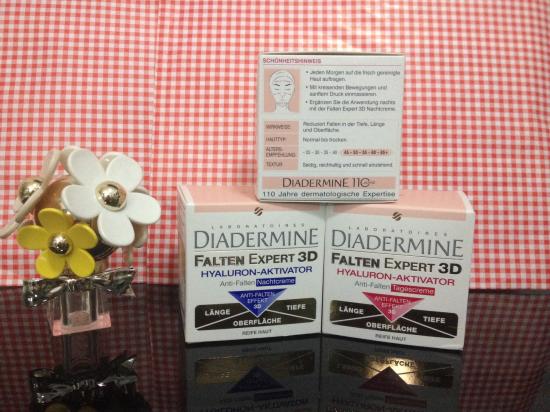 SCHÖNHEITSHINWEIS
• Jeden Morgen auf die frisch gereinigte
Haut auftragen.
• Mit kreisenden Bewegungen und
sanftem Druck einmassieren.
• Ergänzen Sie die Anwendung nachts
mit der Falten Expert 3D Nachtcreme.
WIRKWEISE: Reduziert Falten in der Tiefe, Länge
und Oberfläche.
HAUTTYP: Normal bis trocken.
ALTERS-
EMPFEHLUNG:
45 - 50 - 55 - 60 - 65+
TEXTUR: Seidig, reichhaltig und schnell einziehend.
DIADERMINE 110
110 Jahre dermatologische Expertise
LABORATOIRES
DIADERMINE
FALTEN EXPERT 3D
HYALURON-AKTIVATOR
Anti-Falten Nachtcreme
ANTI-FALTEN
EFFEKT
3D
LÄNGE TIEFE
OBERFLÄCHE
REIFE HAUT
LABORATOIRES
DIADERMINE
FALTEN EXPERT 3D
HYALURON-AKTIVATOR
Anti-Falten Tagescreme
ANTI-FALTEN
EFFEKT
3D
LÄNGE TIEFE
OBERFLÄCHE
REIFE HAUT